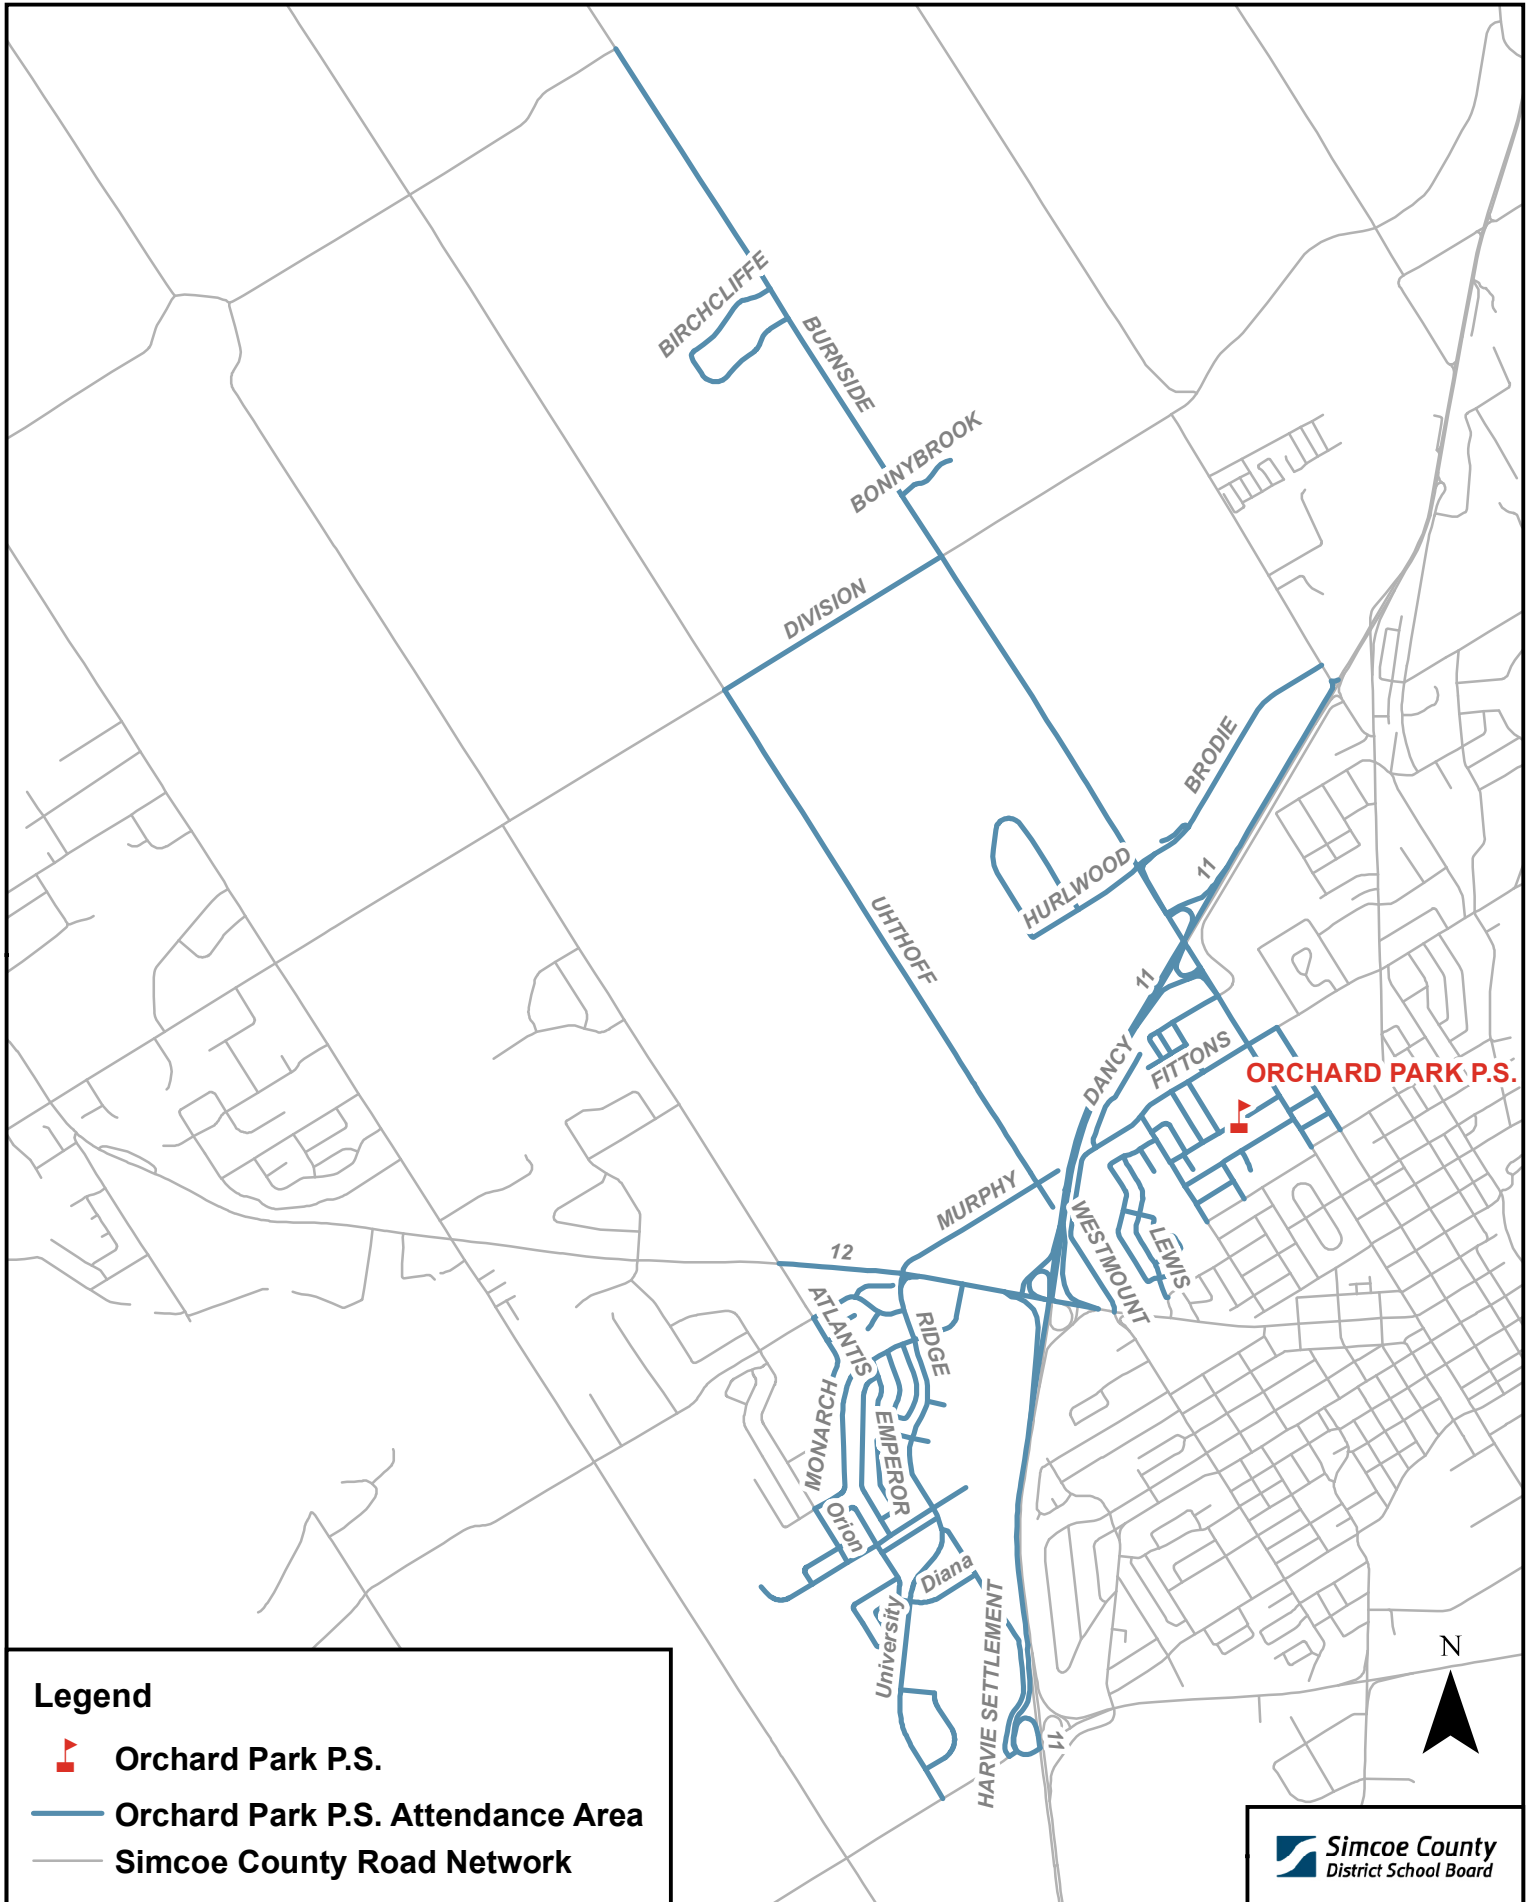 BIRCHCLIFFE
BURNSIDE
BONNYBROOK
DIVISION
BRODIE
HURLWOOD
11
UHTHOFF
11
DANCY
FITTONS
ORCHARD PARK P.S.
MURPHY
WESTMOUNT
LEWIS
12
ATLANTIS
RIDGE
MONARCH
EMPEROR
Orion
Diana
University
HARVIE SETTLEMENT
11
N
Legend
Orchard Park P.S.
Orchard Park P.S. Attendance Area
Simcoe County Road Network
Simcoe County
District School Board